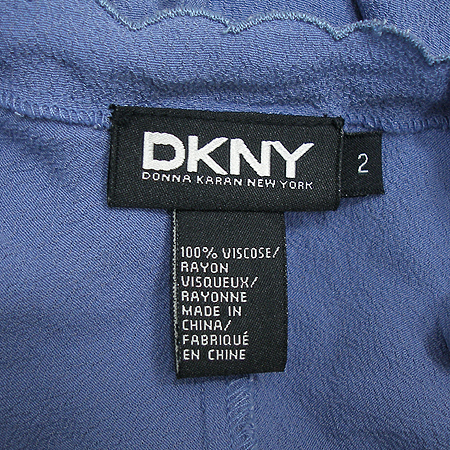 DKNY
DONNA KARAN NEW YORK
2
100% VISCOSE/
RAYON
VISQUEUX/
RAYONNE
MADE IN
CHINA/
FABRIQUÉ
EN CHINE